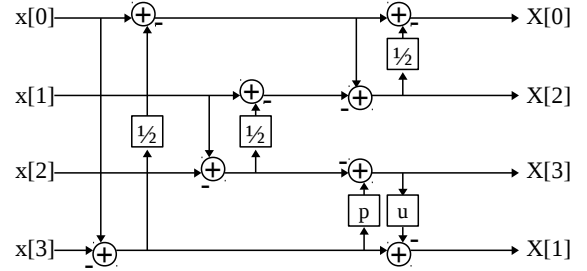 x[0] + - + - X[0]
½
x[1] + - - + X[2]
½ ½
x[2] - + - + X[3]
p u
x[3] - + + - X[1]